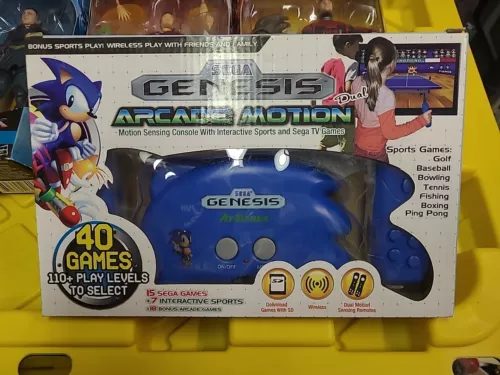 BONUS SPORTS PLAY! WIRELESS PLAY WITH FRIENDS AND FAMILY
SEGA
GENESIS
ARCADE MOTION
Dual
Motion Sensing Console With Interactive Sports and Sega TV Games
Sports Games:
Golf
Baseball
Bowling
Tennis
Fishing
Boxing
Ping Pong
SEGA
GENESIS
AtGames
ON/OFF
40
GAMES
110+ PLAY LEVELS
TO SELECT
15 SEGA GAMES
+7 INTERACTIVE SPORTS
+18 BONUS ARCADE GAMES
SD
Download
Games With SD
Wireless
Dual Motion
Sensing Remotes